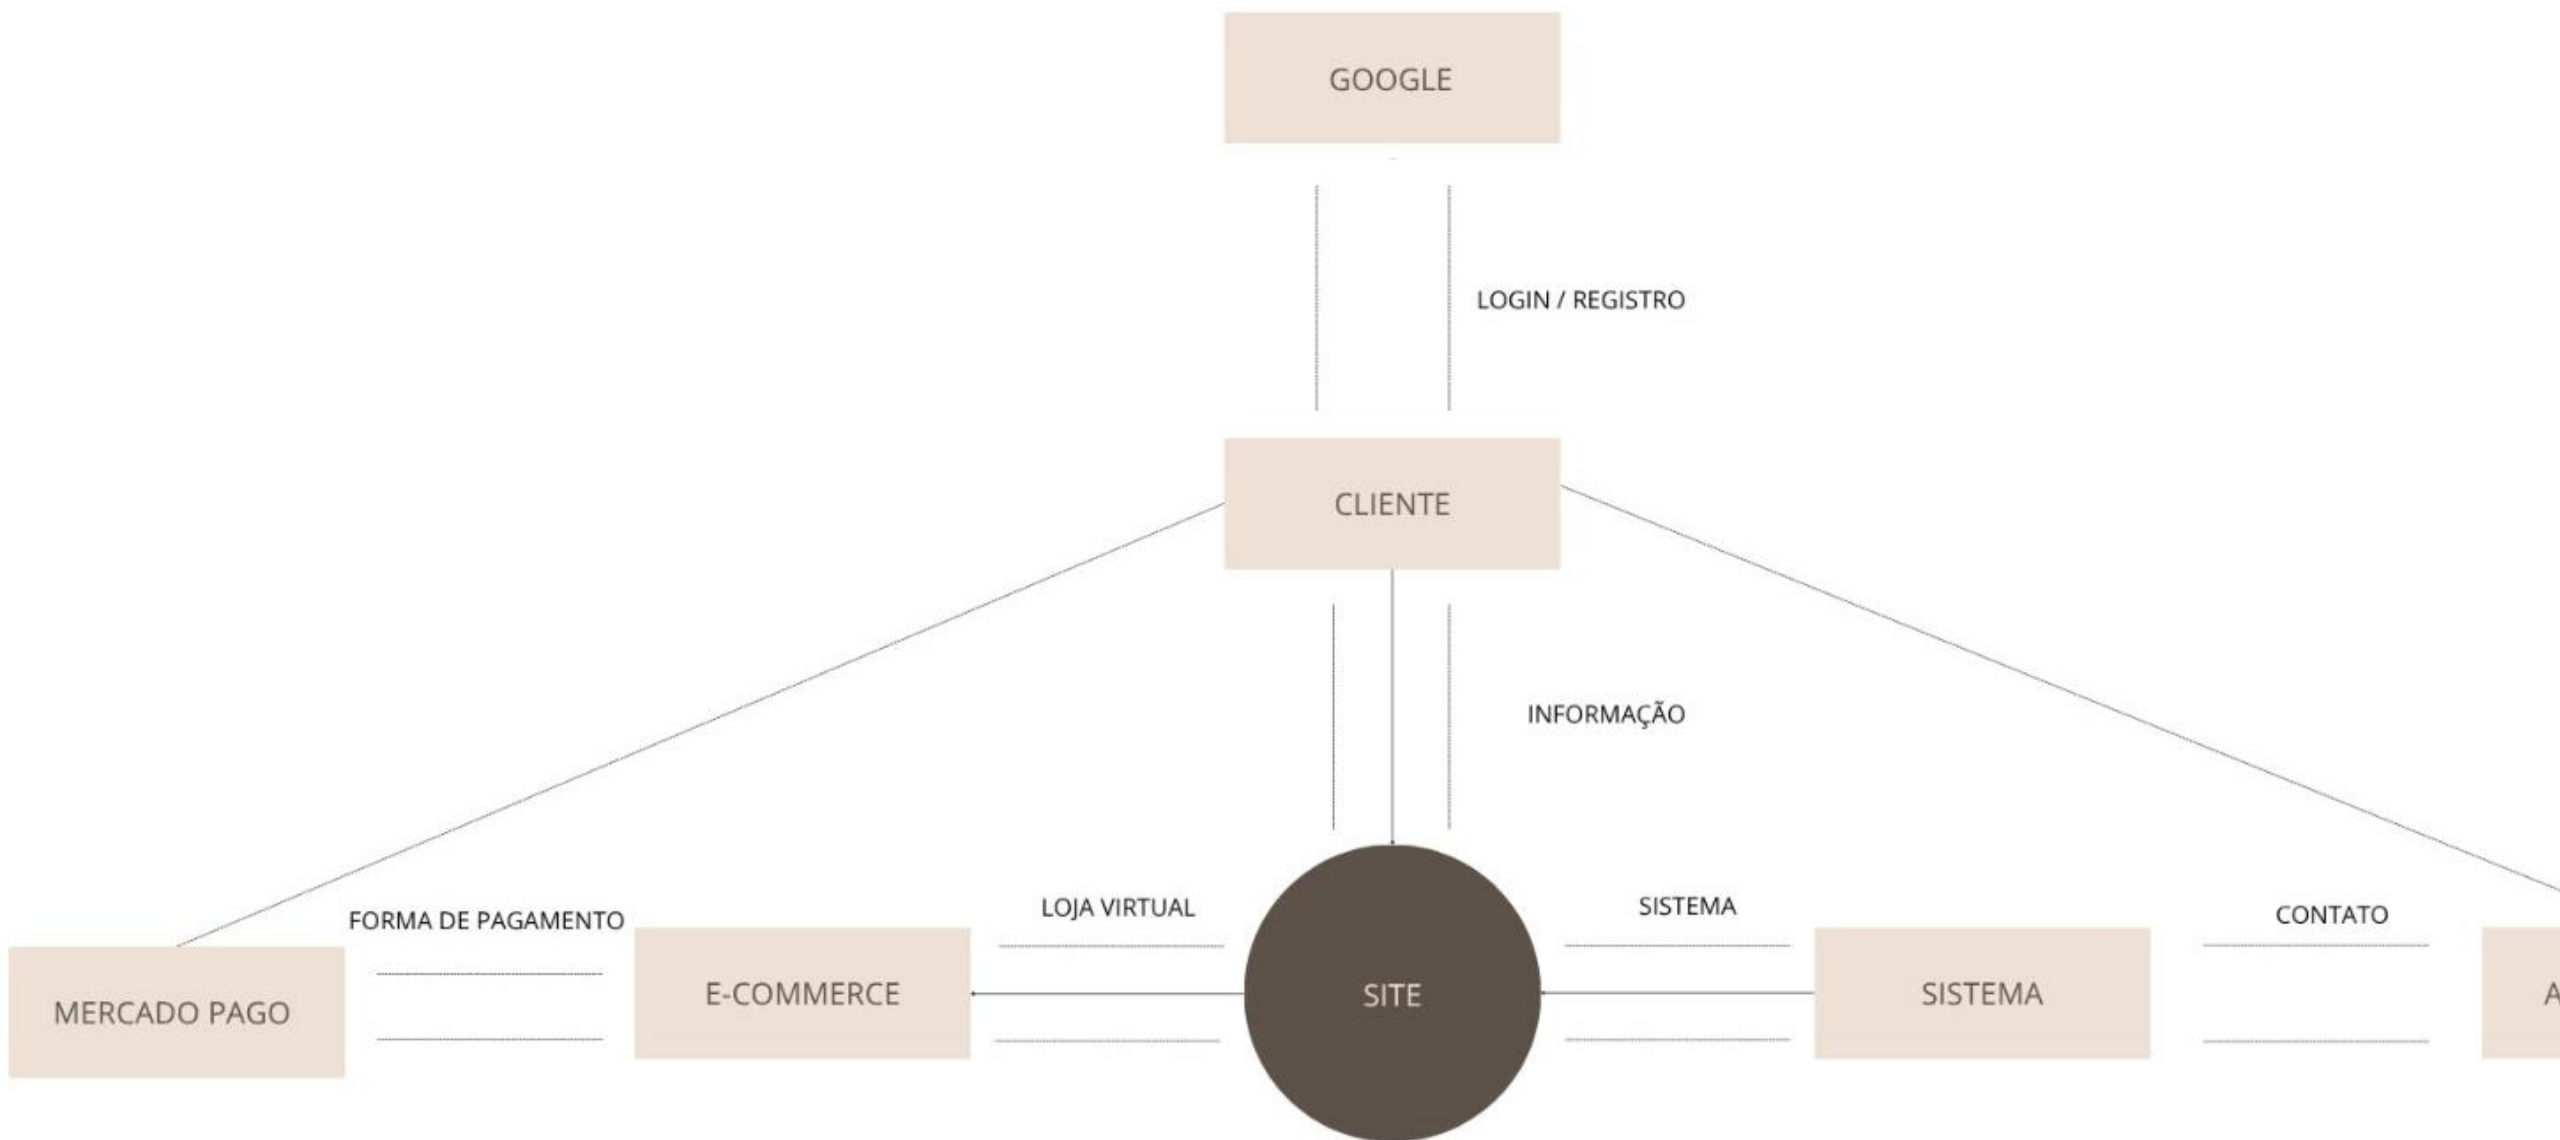 GOOGLE
LOGIN / REGISTRO
CLIENTE
INFORMAÇÃO
FORMA DE PAGAMENTO
LOJA VIRTUAL
SISTEMA
CONTATO
MERCADO PAGO
E-COMMERCE
SITE
SISTEMA